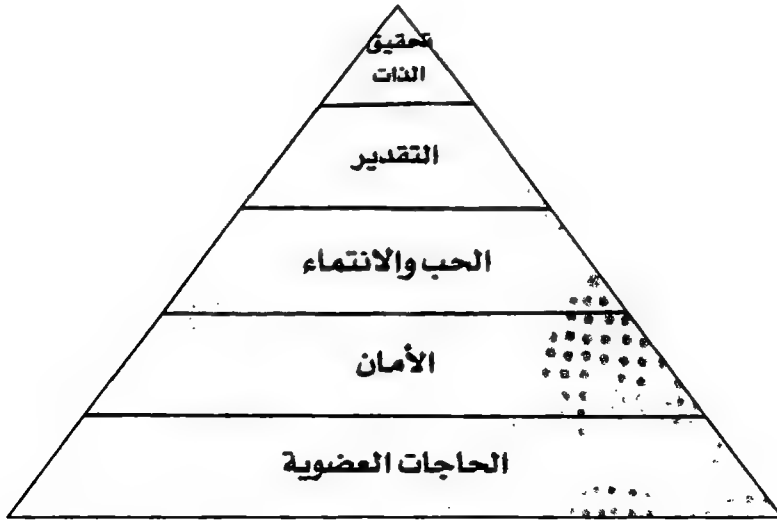 تحقيق
الذات
التقدير
الحب والانتماء
الأمان
الحاجات العضوية